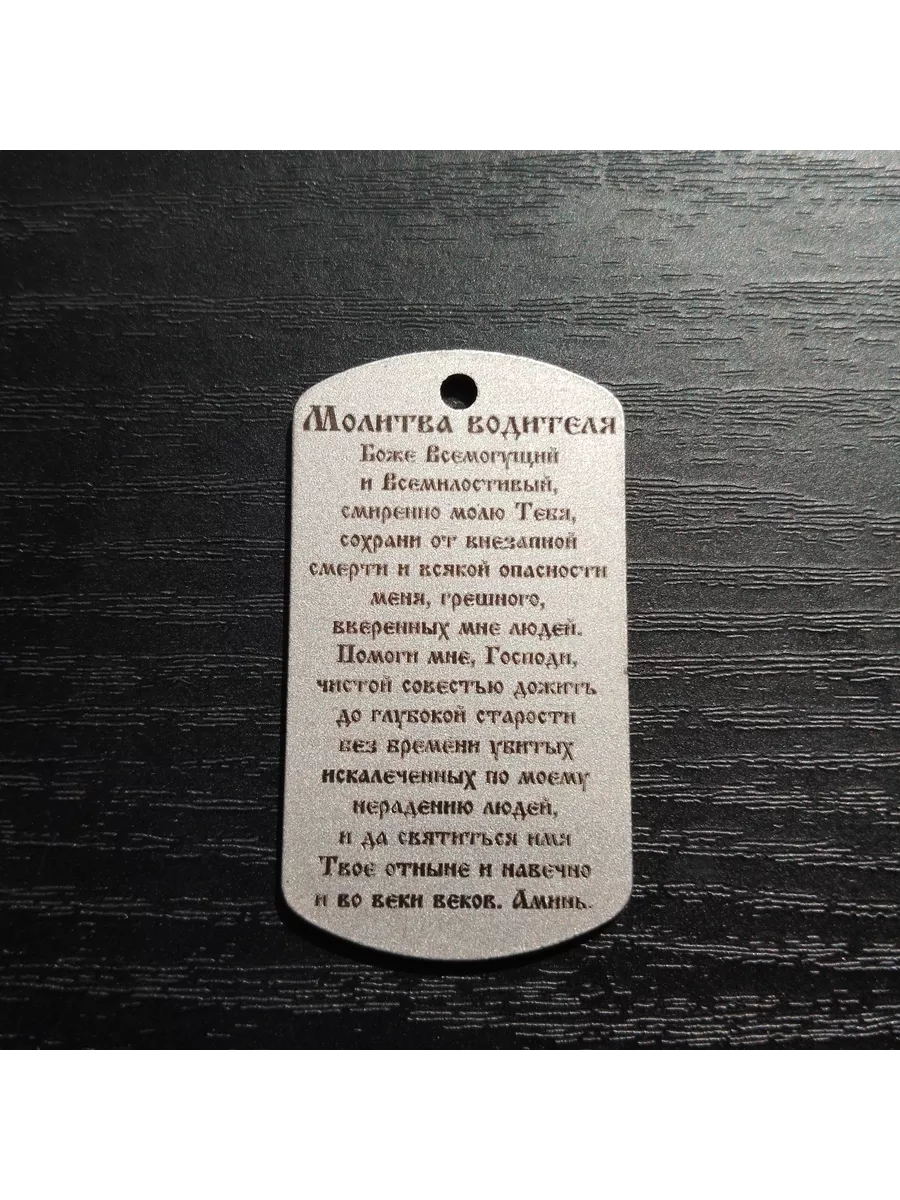 Молитва водителя
Боже Всемогущий
и Всемилостивый,
смиренно молю Тебя,
сохрани от внезапной
смерти и всякой опасности
меня, грешного,
вверенных мне людей.
Помоги мне, Господи,
чистой совестью дожить
до глубокой старости
без времени убитых
искалеченных по моему
нерадению людей,
и да святиться имя
Твое отныне и навечно
и во веки веков. Аминь.